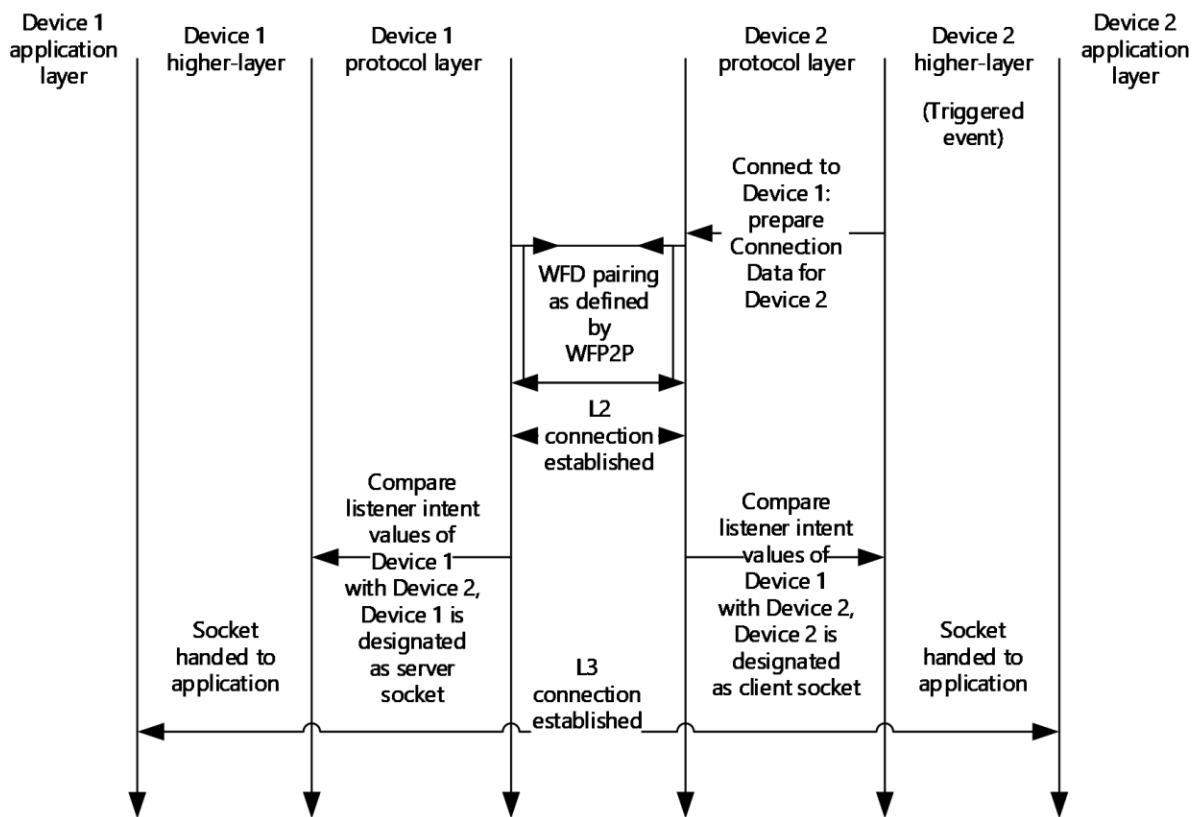 Device 1
application
layer
Device 1
higher-layer
Device 1
protocol layer
Device 2
protocol layer
Device 2
higher-layer
Device 2
application
layer
(Triggered
event)
Connect to
Device 1:
prepare
Connection
Data for
Device 2
WFD pairing
as defined
by
WFP2P
L2
connection
established
Compare
listener intent
values of
Device 1
with Device 2,
Device 1 is
designated
as server
socket
Compare
listener intent
values of
Device 1
with Device 2,
Device 2 is
designated
as client socket
Socket
handed to
application
L3
connection
established
Socket
handed to
application